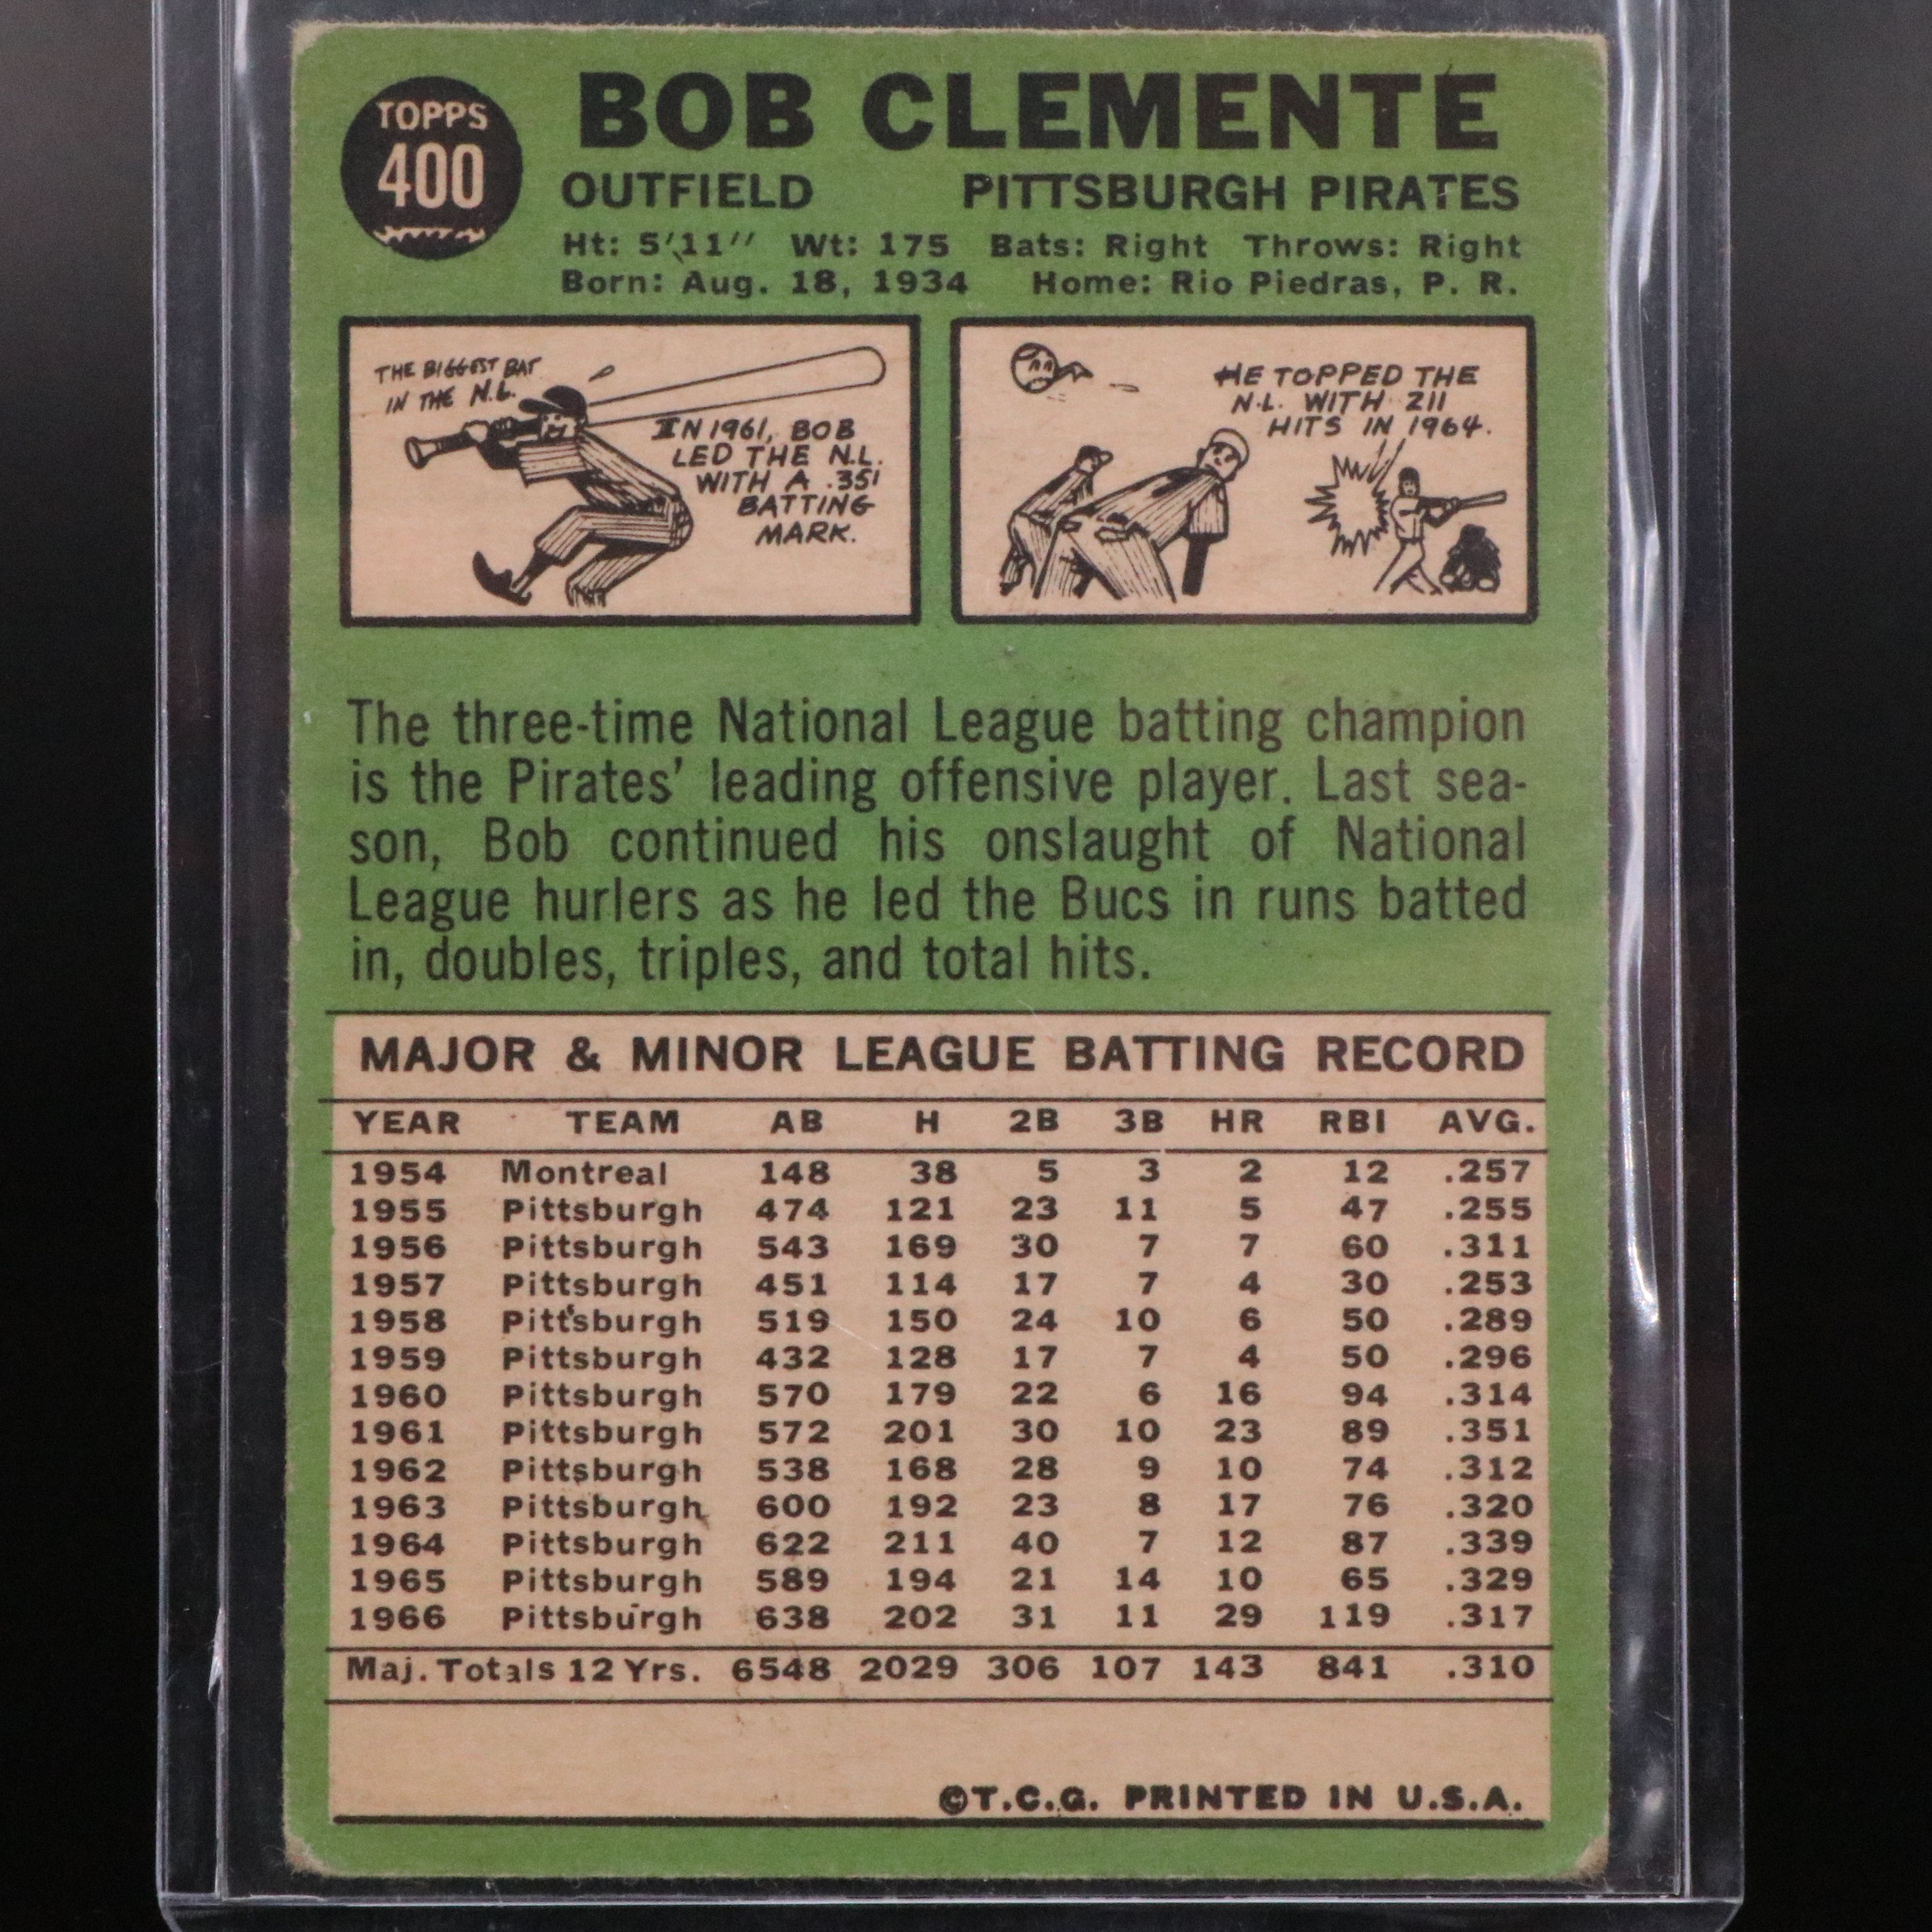 TOPPS
400
BOB CLEMENTE
OUTFIELD PITTSBURGH PIRATES
Ht: 5'11" Wt: 175 Bats: Right Throws: Right
Born: Aug. 18, 1934 Home: Rio Piedras, P. R.
THE BIGGEST BAT
IN THE N.L.
IN 1961, BOB
LED THE N.L.
WITH A .351
BATTING
MARK.
HE TOPPED THE
N.L. WITH 211
HITS IN 1964.
The three-time National League batting champion
is the Pirates' leading offensive player. Last sea-
son, Bob continued his onslaught of National
League hurlers as he led the Bucs in runs batted
in, doubles, triples, and total hits.
MAJOR & MINOR LEAGUE BATTING RECORD
YEAR TEAM AB H 2B 3B HR RBI AVG.
1954 Montreal 148 38 5 3 2 12 .257
1955 Pittsburgh 474 121 23 11 5 47 .255
1956 Pittsburgh 543 169 30 7 7 60 .311
1957 Pittsburgh 451 114 17 7 4 30 .253
1958 Pittsburgh 519 150 24 10 6 50 .289
1959 Pittsburgh 432 128 17 7 4 50 .296
1960 Pittsburgh 570 179 22 6 16 94 .314
1961 Pittsburgh 572 201 30 10 23 89 .351
1962 Pittsburgh 538 168 28 9 10 74 .312
1963 Pittsburgh 600 192 23 8 17 76 .320
1964 Pittsburgh 622 211 40 7 12 87 .339
1965 Pittsburgh 589 194 21 14 10 65 .329
1966 Pittsburgh 638 202 31 11 29 119 .317
Maj. Totals 12 Yrs. 6548 2029 306 107 143 841 .310
©T.C.G. PRINTED IN U.S.A.